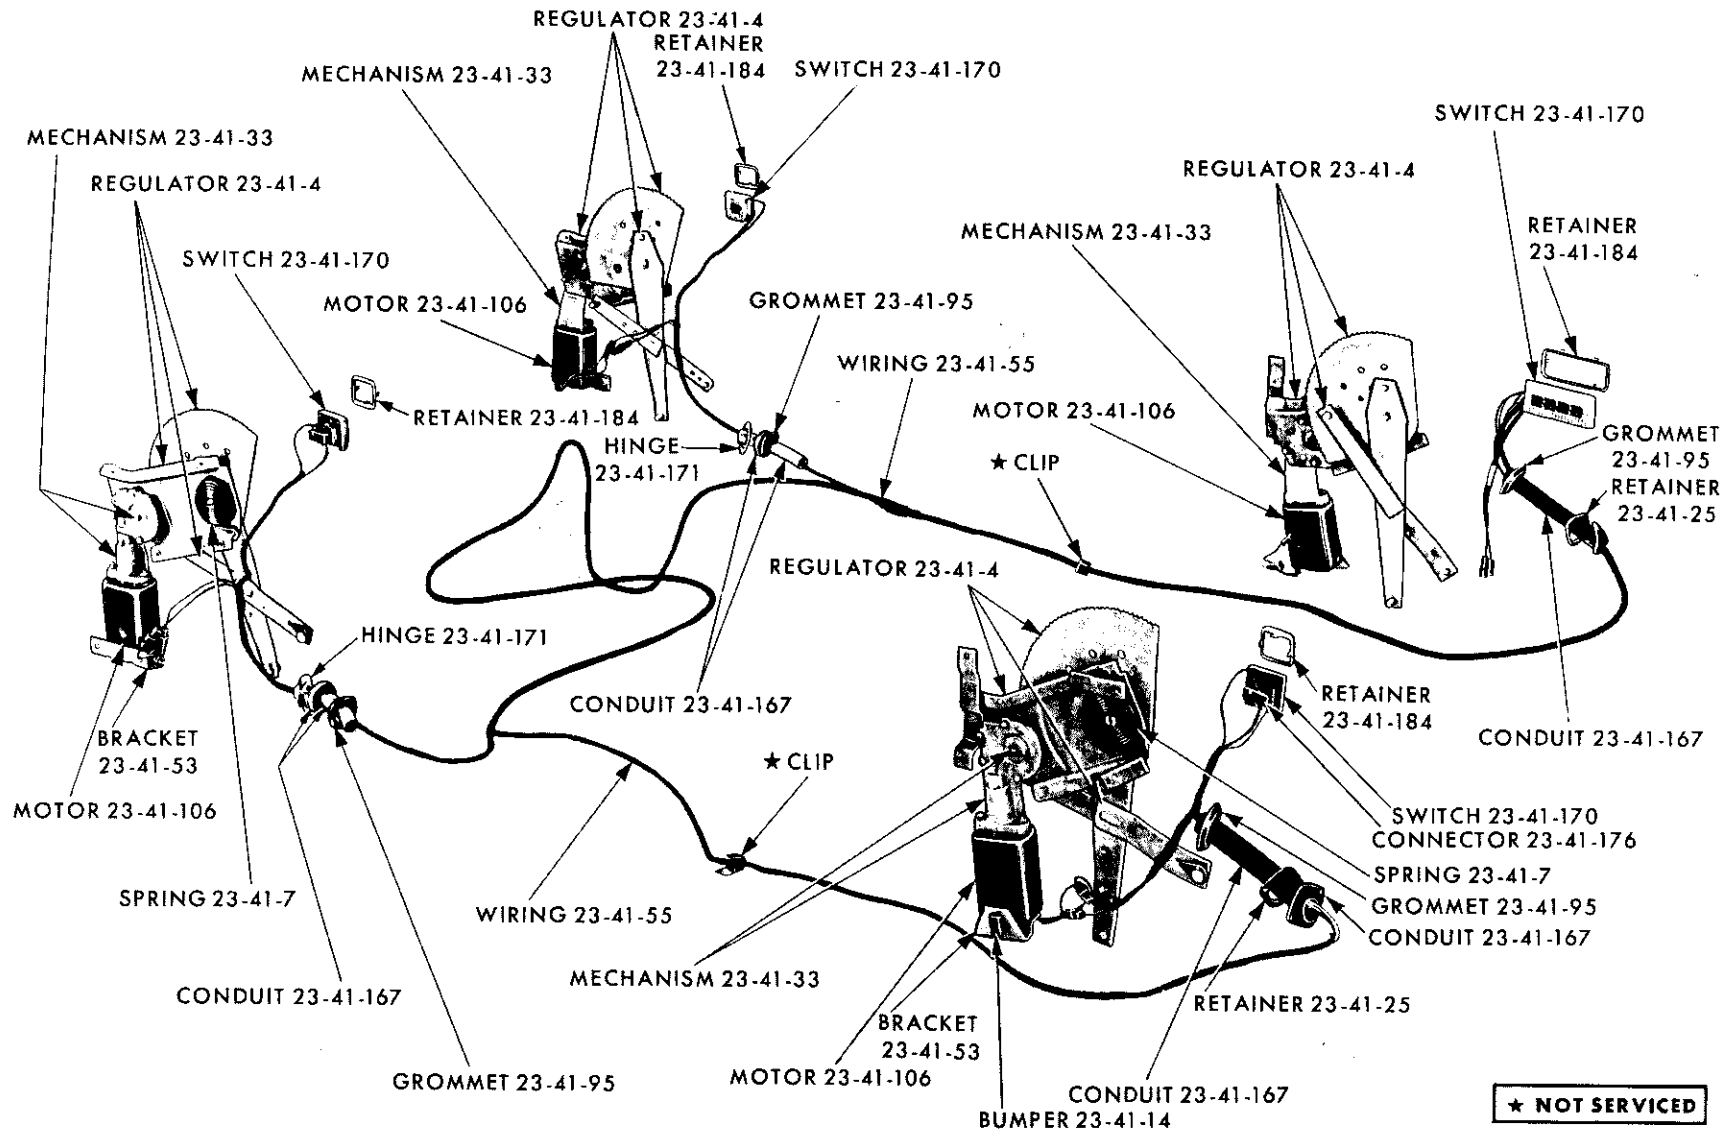 REGULATOR 23-41-4
RETAINER
23-41-184
SWITCH 23-41-170
MECHANISM 23-41-33
SWITCH 23-41-170
MECHANISM 23-41-33
REGULATOR 23-41-4
REGULATOR 23-41-4
RETAINER
23-41-184
MECHANISM 23-41-33
SWITCH 23-41-170
MOTOR 23-41-106
GROMMET 23-41-95
WIRING 23-41-55
MOTOR 23-41-106
RETAINER 23-41-184
HINGE
23-41-171
★ CLIP
GROMMET
23-41-95
RETAINER
23-41-25
REGULATOR 23-41-4
HINGE 23-41-171
CONDUIT 23-41-167
RETAINER
23-41-184
CONDUIT 23-41-167
BRACKET
23-41-53
★ CLIP
MOTOR 23-41-106
SWITCH 23-41-170
CONNECTOR 23-41-176
SPRING 23-41-7
SPRING 23-41-7
WIRING 23-41-55
GROMMET 23-41-95
CONDUIT 23-41-167
MECHANISM 23-41-33
CONDUIT 23-41-167
RETAINER 23-41-25
BRACKET
23-41-53
GROMMET 23-41-95
MOTOR 23-41-106
CONDUIT 23-41-167
BUMPER 23-41-14
★ NOT SERVICED